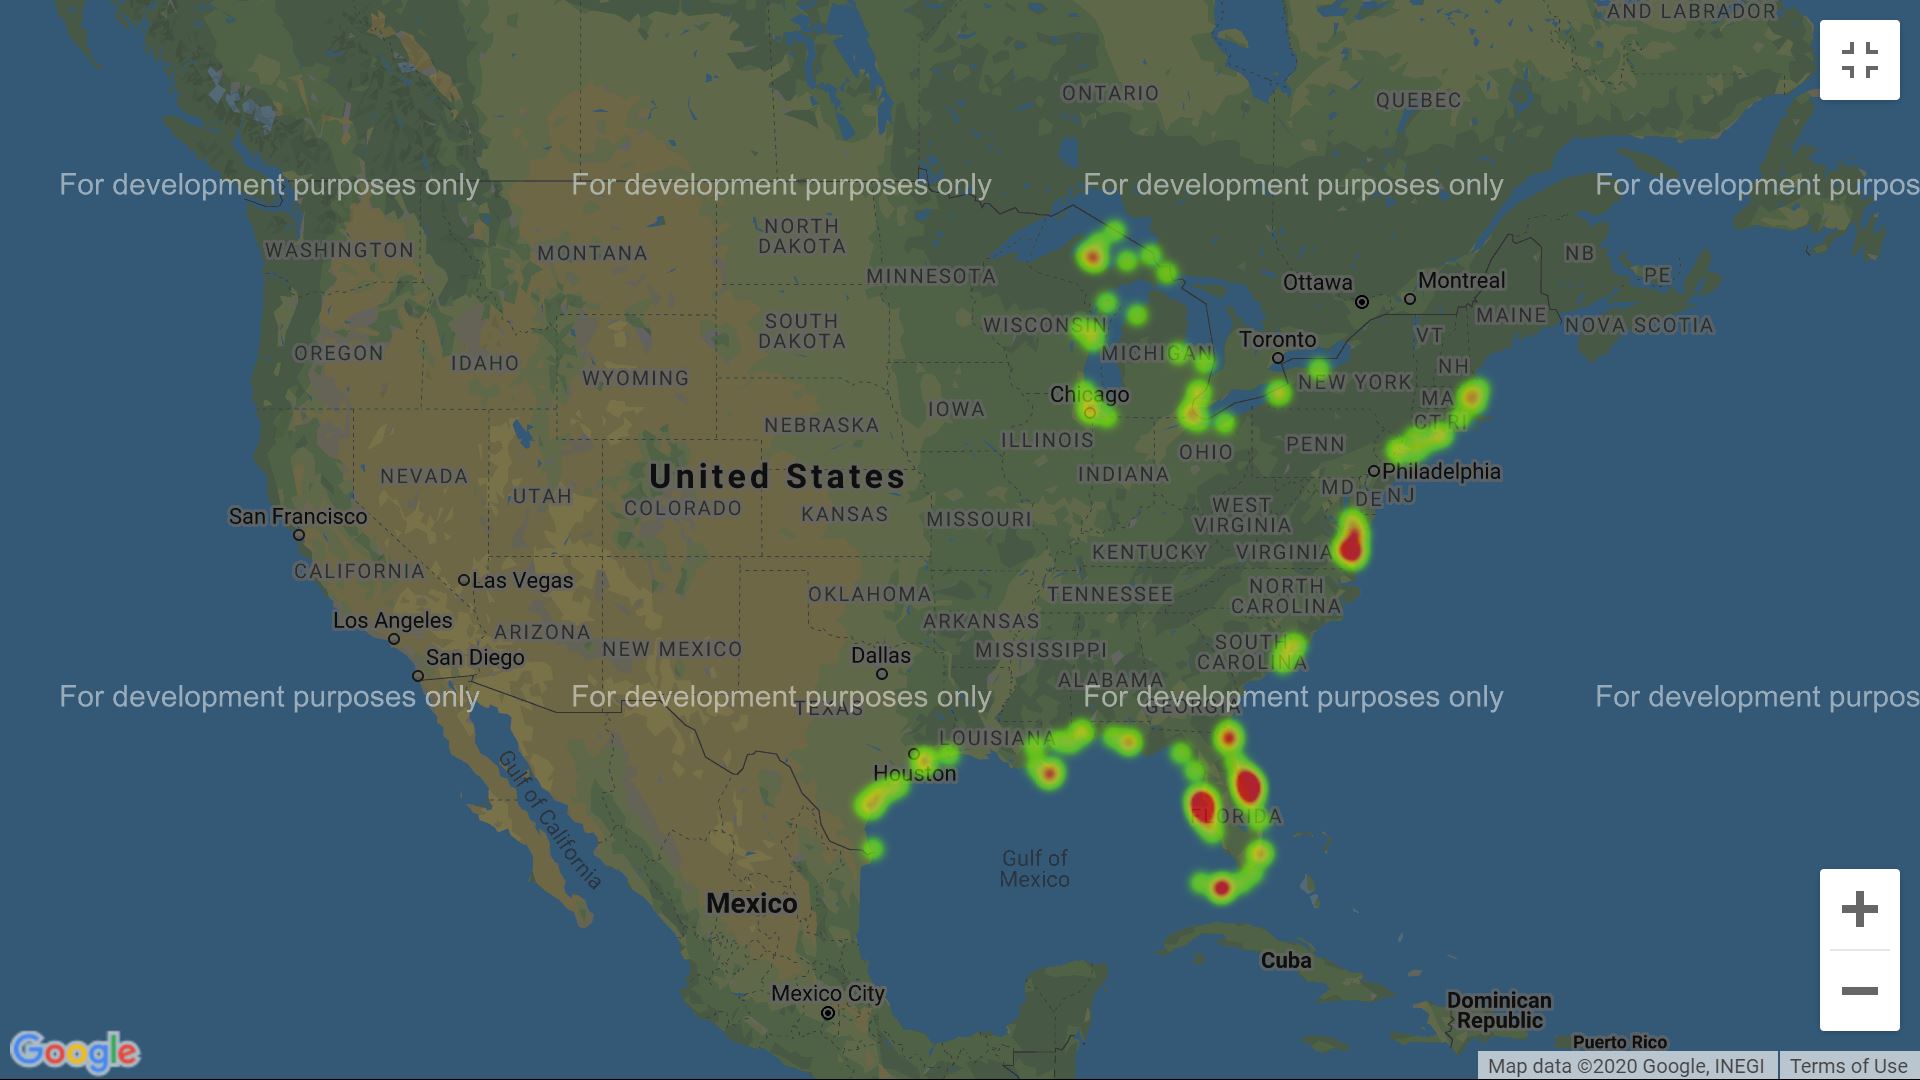 AND LABRADOR
ONTARIO
QUEBEC
For development purposes only
For development purposes only
For development purposes only
For development purpos
WASHINGTON
MONTANA
NORTH
DAKOTA
MINNESOTA
NB
PE
Ottawa
Montreal
MAINE
NOVA SCOTIA
OREGON
IDAHO
SOUTH
DAKOTA
WISCONSIN
MICHIGAN
Toronto
VT
NH
WYOMING
NEW YORK
MA
CT
RI
Chicago
IOWA
NEBRASKA
ILLINOIS
OHIO
PENN
NEVADA
UTAH
United States
COLORADO
KANSAS
MISSOURI
INDIANA
WEST
VIRGINIA
Philadelphia
MD
DE
NJ
San Francisco
CALIFORNIA
Las Vegas
KENTUCKY
VIRGINIA
Los Angeles
ARIZONA
NEW MEXICO
OKLAHOMA
ARKANSAS
TENNESSEE
NORTH
CAROLINA
San Diego
Dallas
MISSISSIPPI
ALABAMA
SOUTH
CAROLINA
For development purposes only
For development purposes only
For development purposes only
For development purpos
TEXAS
GEORGIA
LOUISIANA
Houston
Gulf of California
FLORIDA
Gulf of
Mexico
Mexico
Cuba
Mexico City
Dominican
Republic
Puerto Rico
Google
Map data ©2020 Google, INEGI
Terms of Use